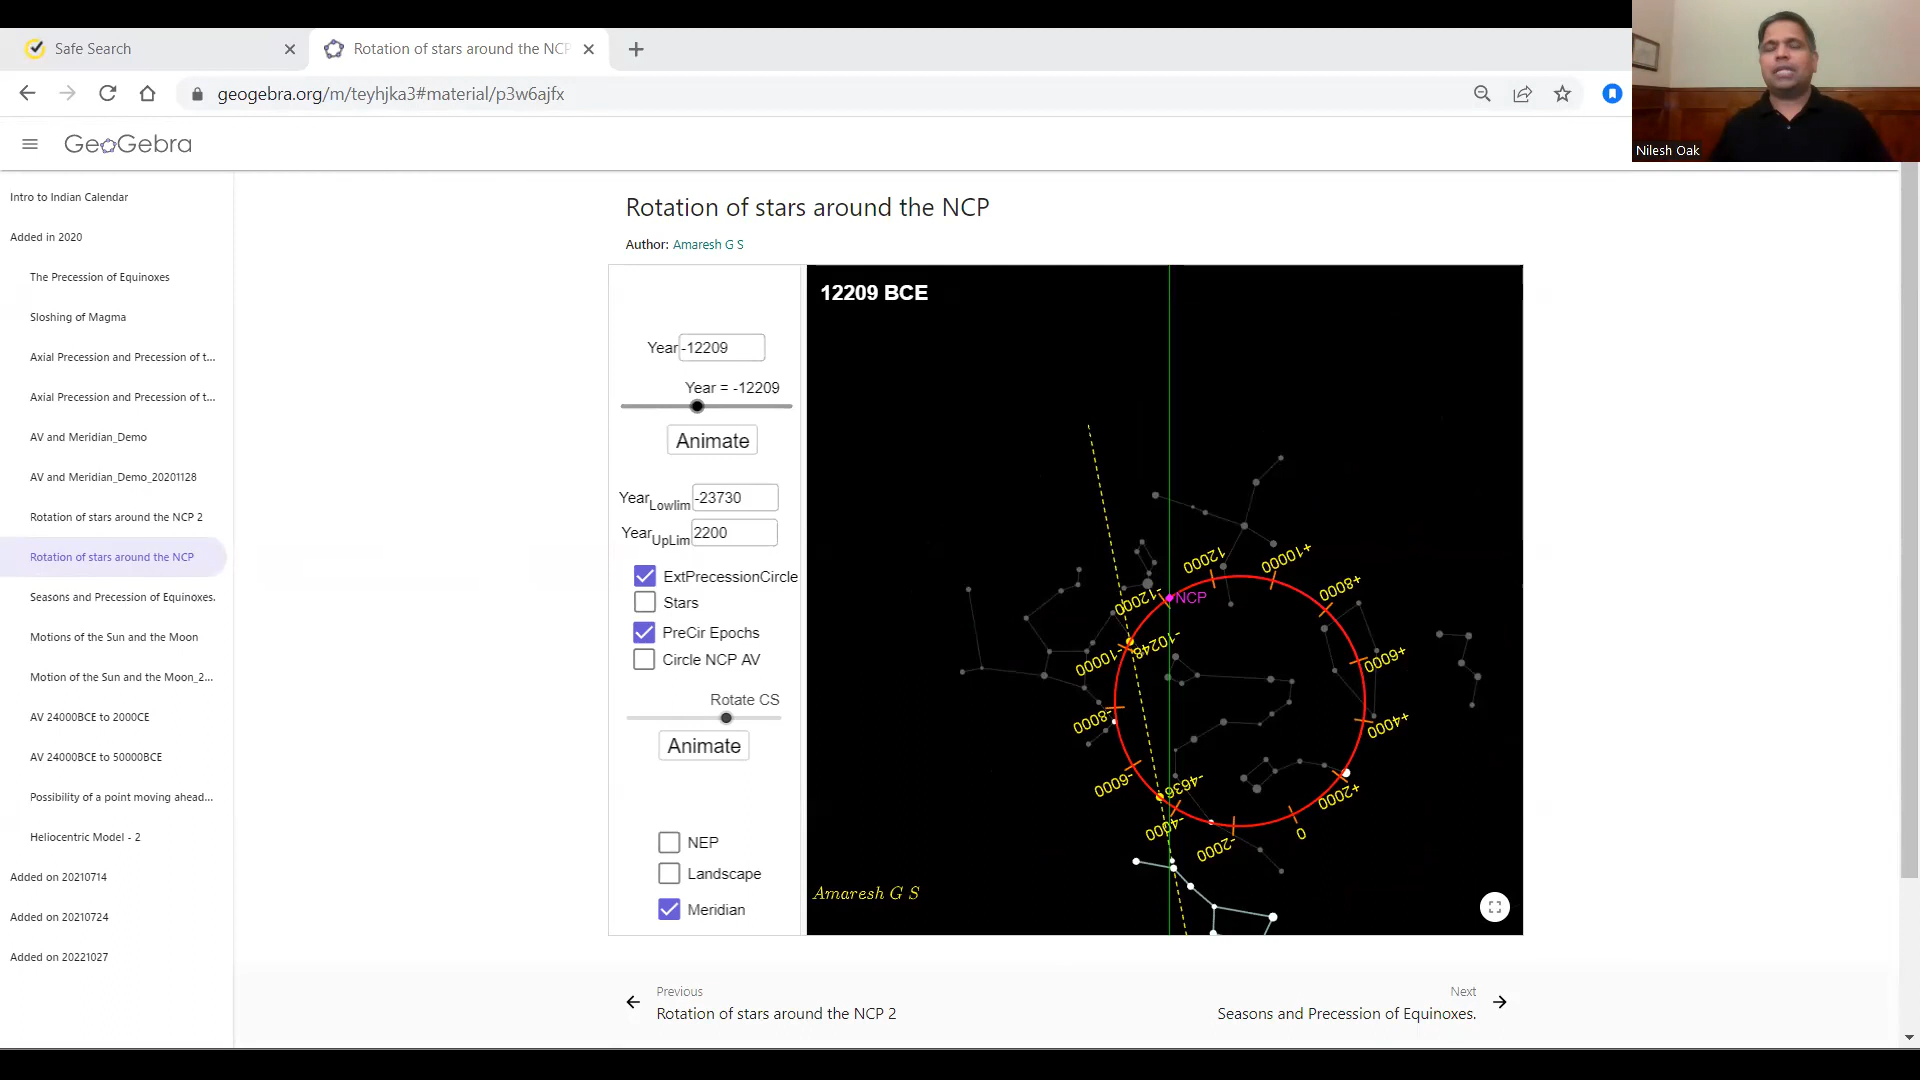 Safe Search
Rotation of stars around the NCP
geogebra.org/m/teyhjka3#material/p3w6ajfx
Nilesh Oak
GeoGebra
Intro to Indian Calendar
Added in 2020
The Precession of Equinoxes
Sloshing of Magma
Axial Precession and Precession of t...
Axial Precession and Precession of t...
AV and Meridian_Demo
AV and Meridian_Demo_20201128
Rotation of stars around the NCP 2
Rotation of stars around the NCP
Seasons and Precession of Equinoxes.
Motions of the Sun and the Moon
Motion of the Sun and the Moon_2...
AV 24000BCE to 2000CE
AV 24000BCE to 50000BCE
Possibility of a point moving ahead...
Heliocentric Model - 2
Added on 20210714
Added on 20210724
Added on 20221027
Rotation of stars around the NCP
Author: Amaresh G S
Year -12209
Year = -12209
Animate
Year Lowlim -23730
Year UpLim 2200
ExtPrecessionCircle
Stars
PreCir Epochs
Circle NCP AV
Rotate CS
Animate
NEP
Landscape
Meridian
12209 BCE
12000
+10000
+8000
+6000
+4000
+2000
0
-2000
-4000
-4636
-6000
-8000
-10000
-10248
-12000
NCP
Amaresh G S
Previous
Rotation of stars around the NCP 2
Next
Seasons and Precession of Equinoxes.